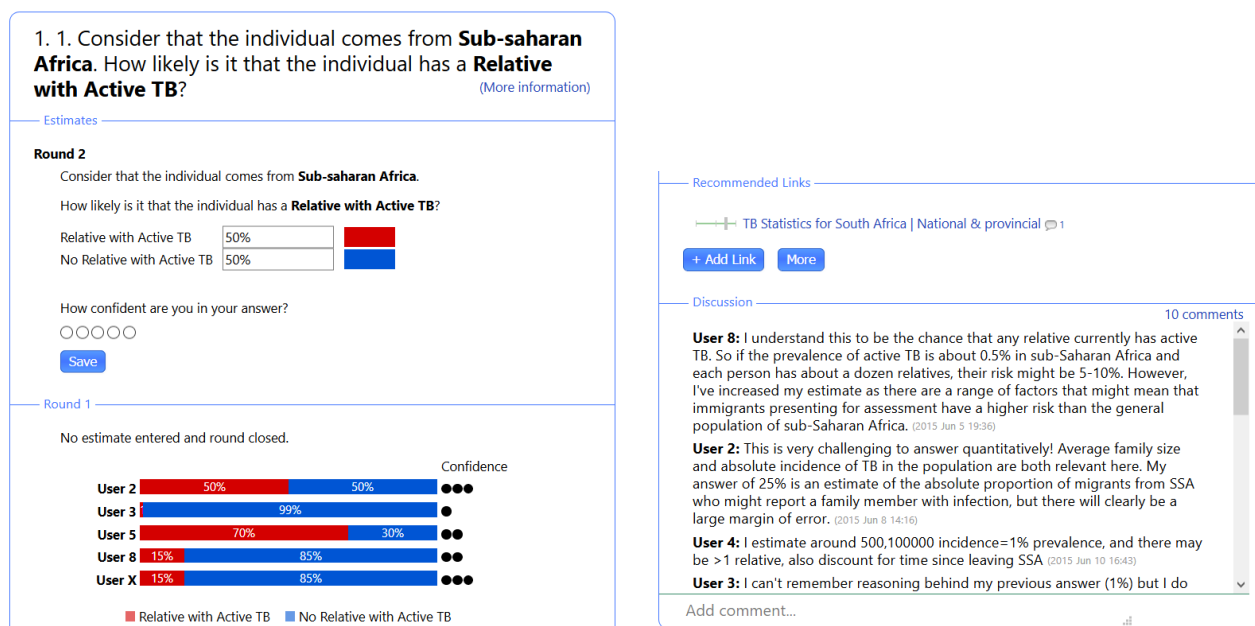 1. 1. Consider that the individual comes from Sub-saharan
Africa. How likely is it that the individual has a Relative
with Active TB?
(More information)
Estimates
Round 2
Consider that the individual comes from Sub-saharan Africa.
How likely is it that the individual has a Relative with Active TB?
Relative with Active TB 50%
No Relative with Active TB 50%
How confident are you in your answer?
Save
Round 1
No estimate entered and round closed.
Confidence
User 2 50% 50%
User 3 99%
User 5 70% 30%
User 8 15% 85%
User X 15% 85%
Relative with Active TB No Relative with Active TB
Recommended Links
TB Statistics for South Africa | National & provincial 1
+ Add Link More
Discussion
10 comments
User 8: I understand this to be the chance that any relative currently has active
TB. So if the prevalence of active TB is about 0.5% in sub-Saharan Africa and
each person has about a dozen relatives, their risk might be 5-10%. However,
I've increased my estimate as there are a range of factors that might mean that
immigrants presenting for assessment have a higher risk than the general
population of sub-Saharan Africa. (2015 Jun 5 19:36)
User 2: This is very challenging to answer quantitatively! Average family size
and absolute incidence of TB in the population are both relevant here. My
answer of 25% is an estimate of the absolute proportion of migrants from SSA
who might report a family member with infection, but there will clearly be a
large margin of error. (2015 Jun 8 14:16)
User 4: I estimate around 500,100000 incidence=1% prevalence, and there may
be >1 relative, also discount for time since leaving SSA (2015 Jun 10 16:43)
User 3: I can't remember reasoning behind my previous answer (1%) but I do
Add comment...